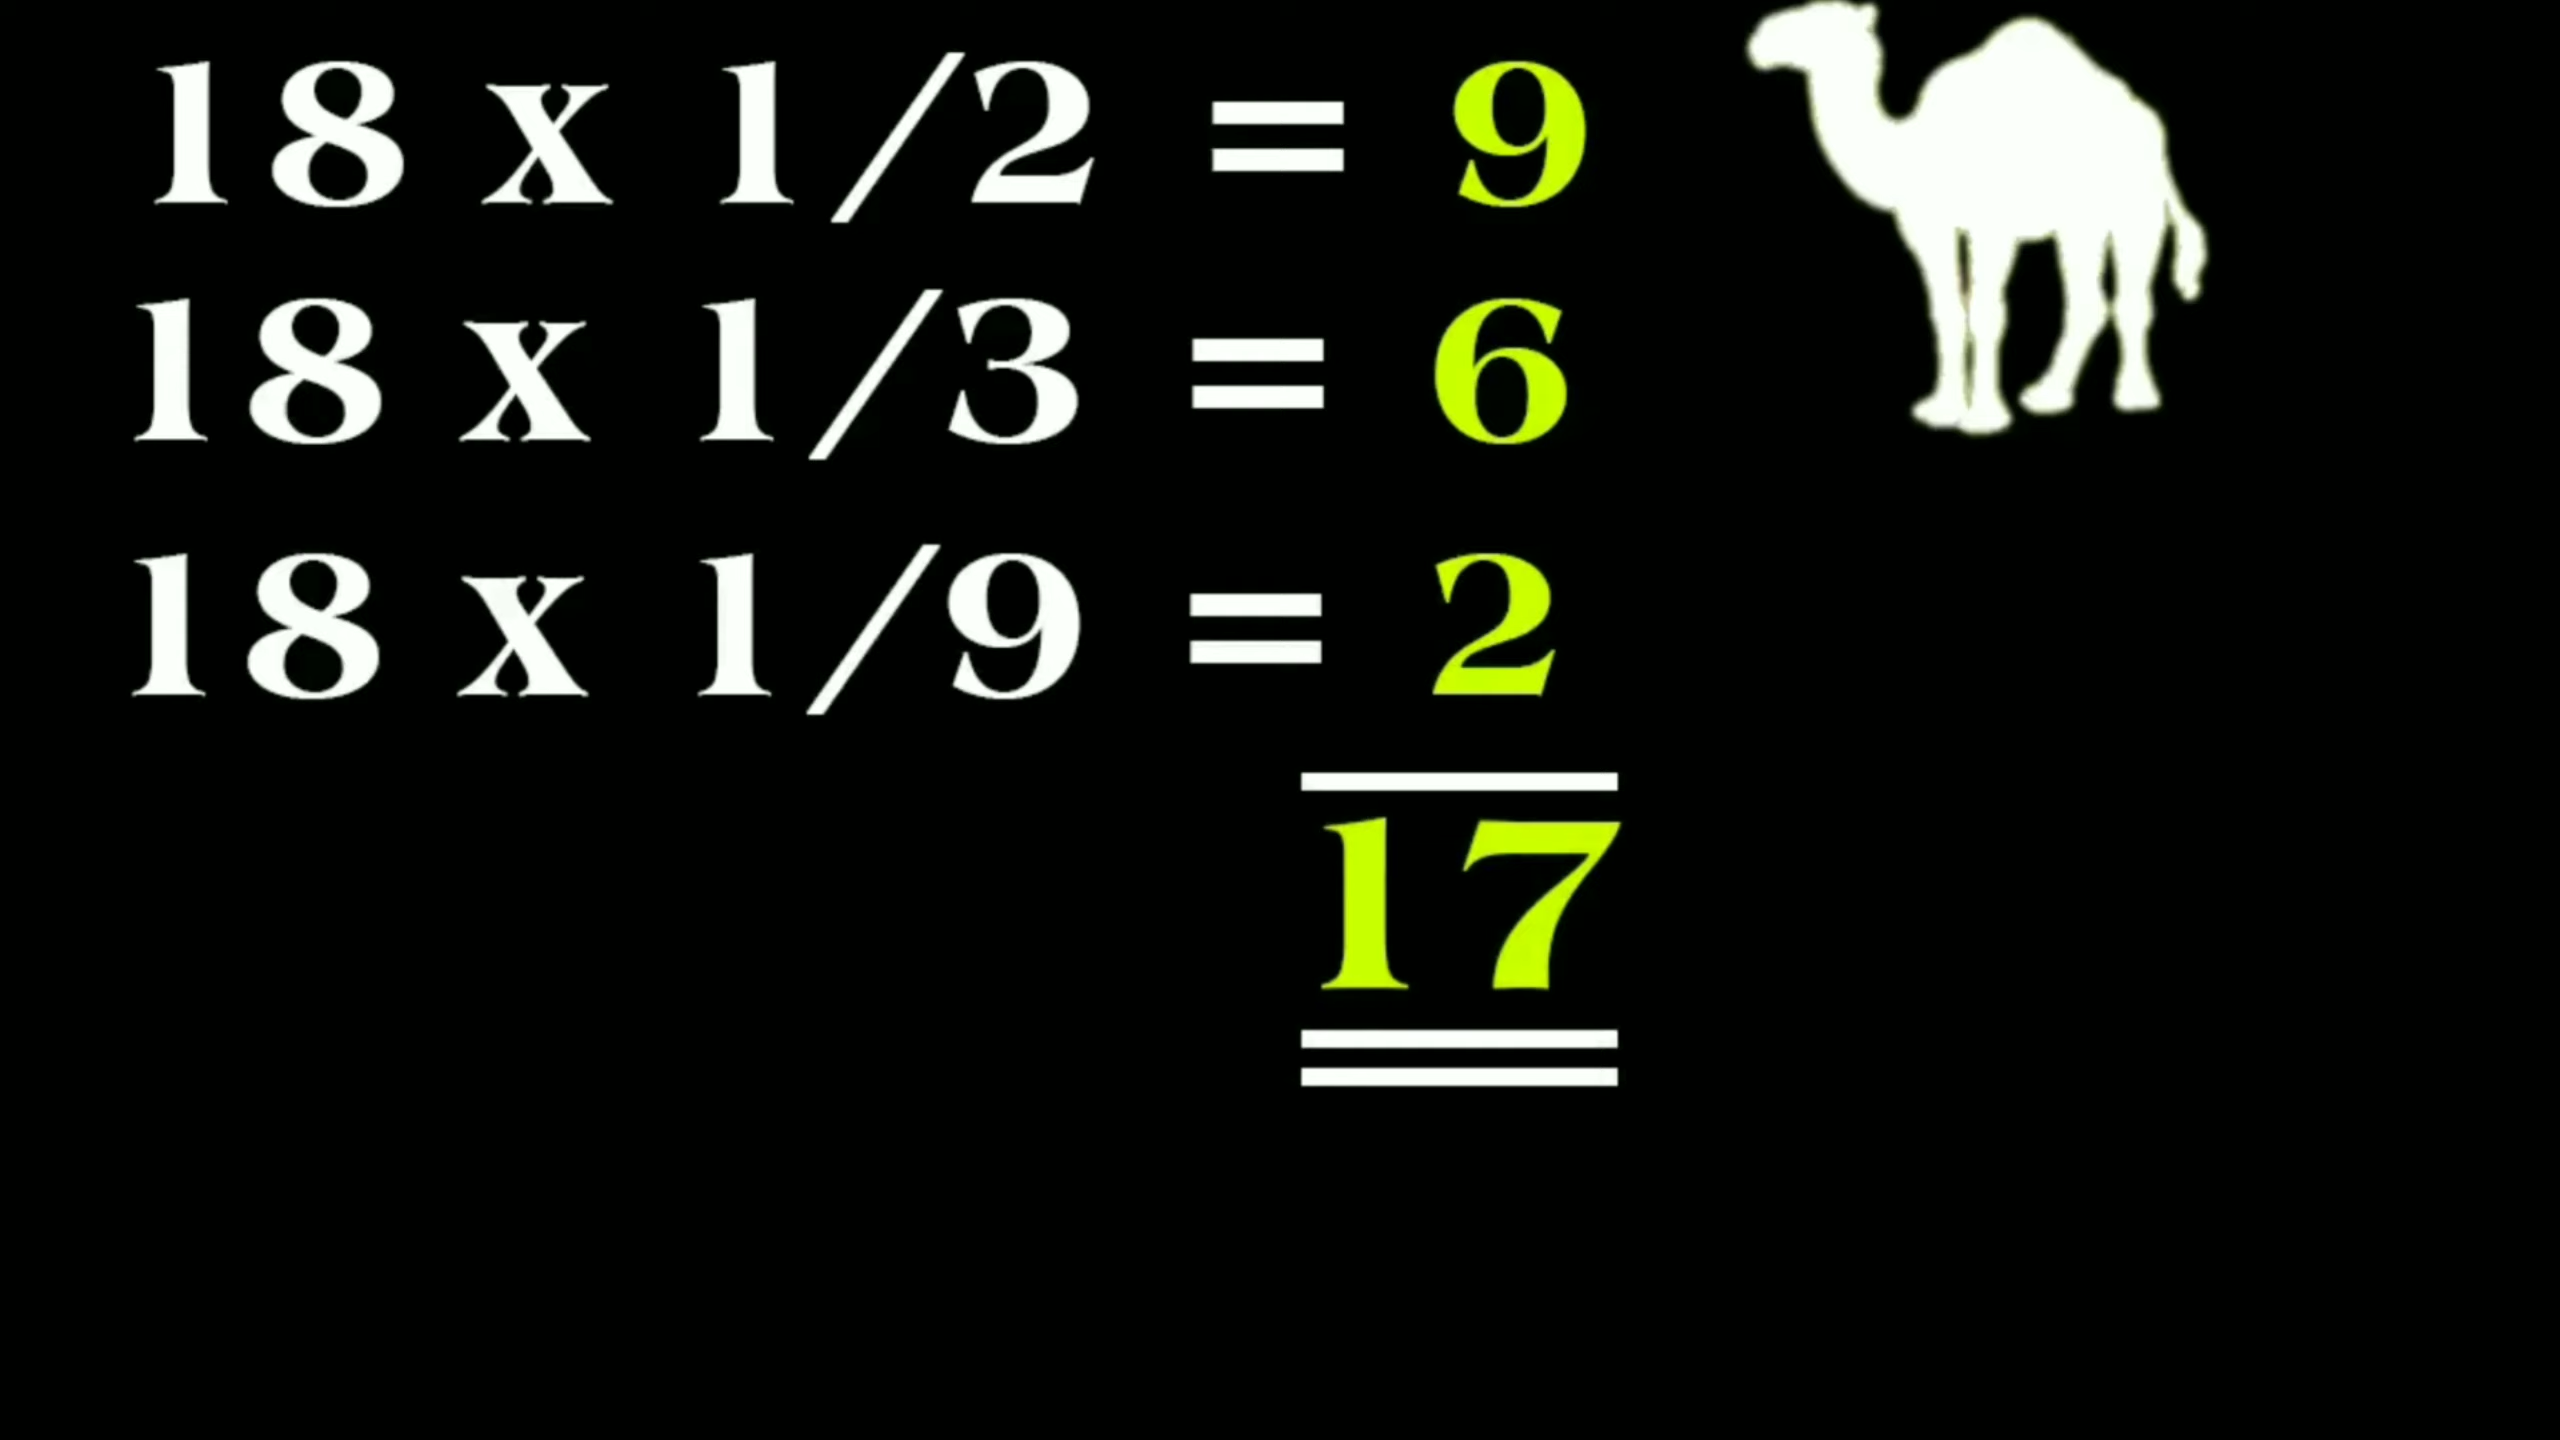 18 x 1/2 = 9
18 x 1/3 = 6
18 x 1/9 = 2
17